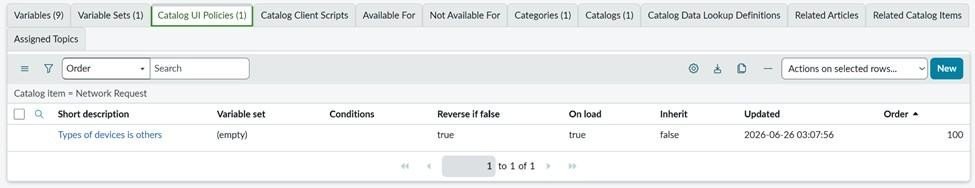 Variables (9) Variable Sets (1) Catalog UI Policies (1) Catalog Client Scripts Available For Not Available For Categories (1) Catalogs (1) Catalog Data Lookup Definitions Related Articles Related Catalog Items
Assigned Topics
Order Search Actions on selected rows... New
Catalog item = Network Request
Short description Variable set Conditions Reverse if false On load Inherit Updated Order
Types of devices is others (empty) true true false 2026-06-26 03:07:56 100
1 to 1 of 1